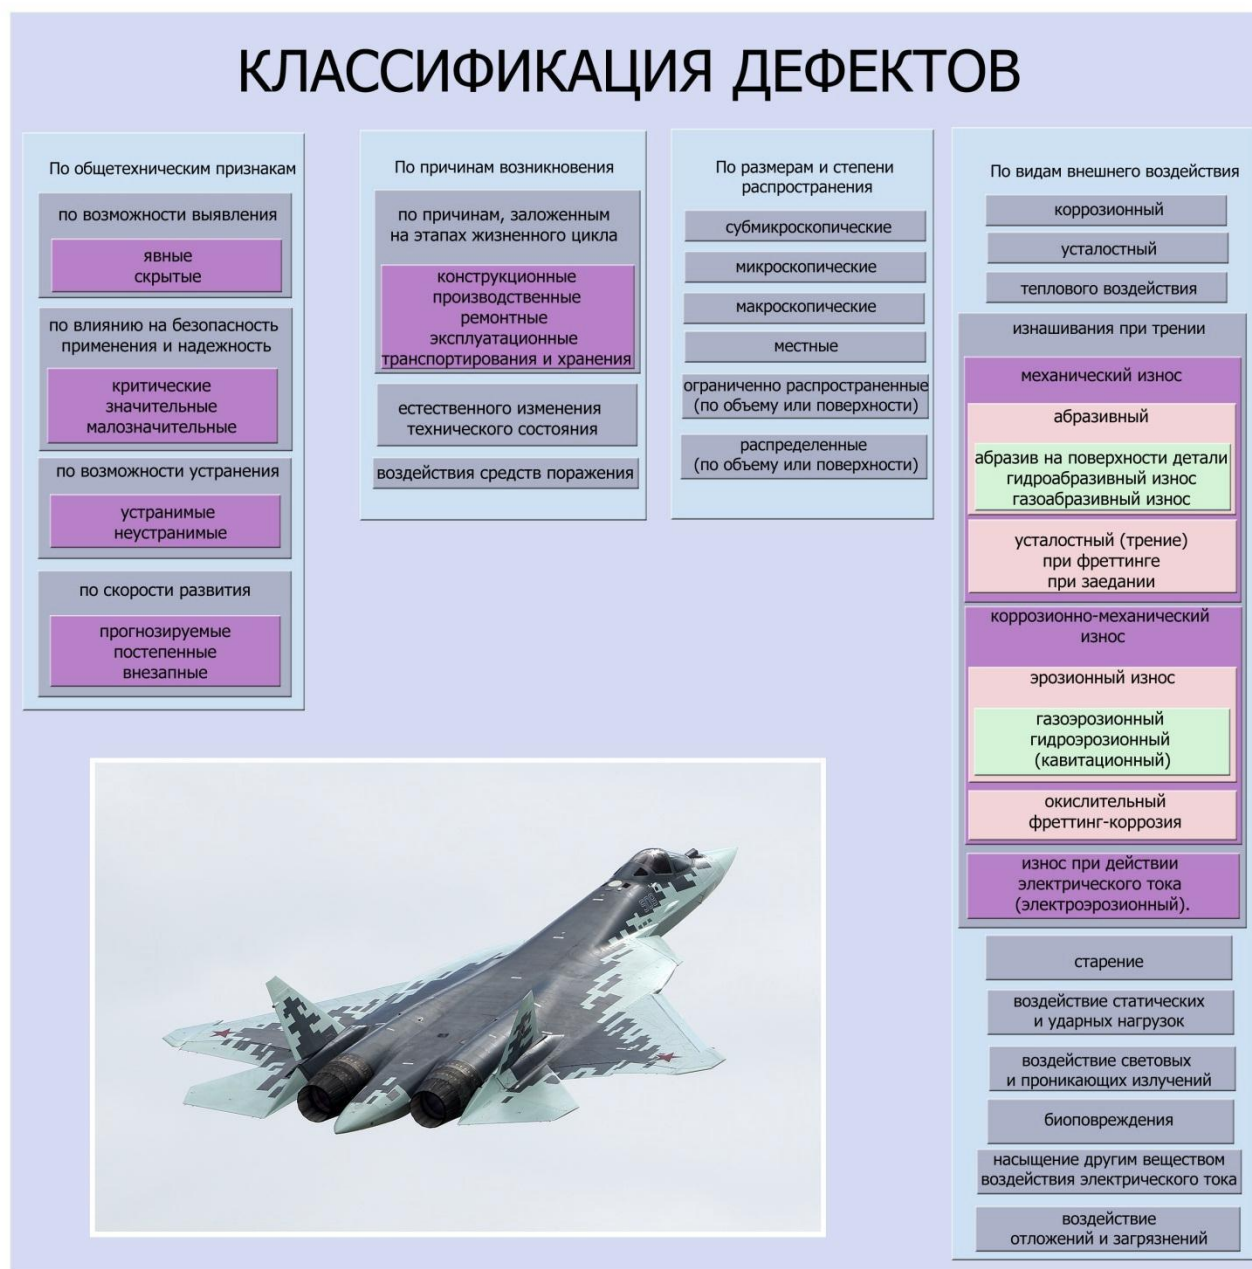 КЛАССИФИКАЦИЯ ДЕФЕКТОВ
По общетехническим признакам
по возможности выявления
явные
скрытые
по влиянию на безопасность
применения и надежность
критические
значительные
малозначительные
по возможности устранения
устранимые
неустранимые
по скорости развития
прогнозируемые
постепенные
внезапные
По причинам возникновения
по причинам, заложенным
на этапах жизненного цикла
конструкционные
производственные
ремонтные
эксплуатационные
транспортирования и хранения
естественного изменения
технического состояния
воздействия средств поражения
По размерам и степени
распространения
субмикроскопические
микроскопические
макроскопические
местные
ограниченно распространенные
(по объему или поверхности)
распределенные
(по объему или поверхности)
По видам внешнего воздействия
коррозионный
усталостный
теплового воздействия
изнашивания при трении
механический износ
абразивный
абразив на поверхности детали
гидроабразивный износ
газоабразивный износ
усталостный (трение)
при фреттинге
при заедании
коррозионно-механический
износ
эрозионный износ
газоэрозионный
гидроэрозионный
(кавитационный)
окислительный
фреттинг-коррозия
износ при действии
электрического тока
(электроэрозионный).
старение
воздействие статических
и ударных нагрузок
воздействие световых
и проникающих излучений
биоповреждения
насыщение другим веществом
воздействия электрического тока
воздействие
отложений и загрязнений